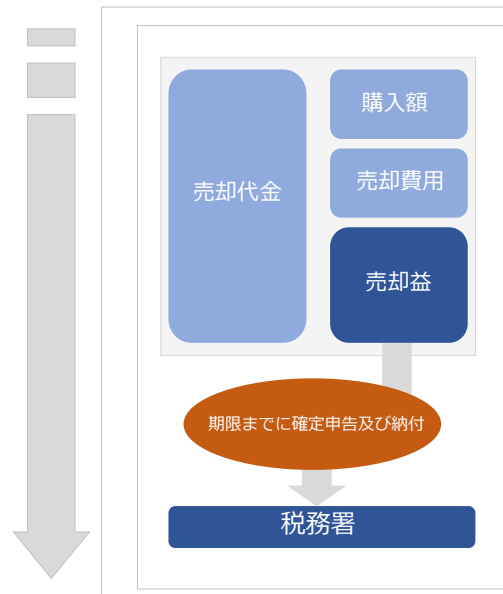 売却代金
購入額
売却費用
売却益
期限までに確定申告及び納付
税務署